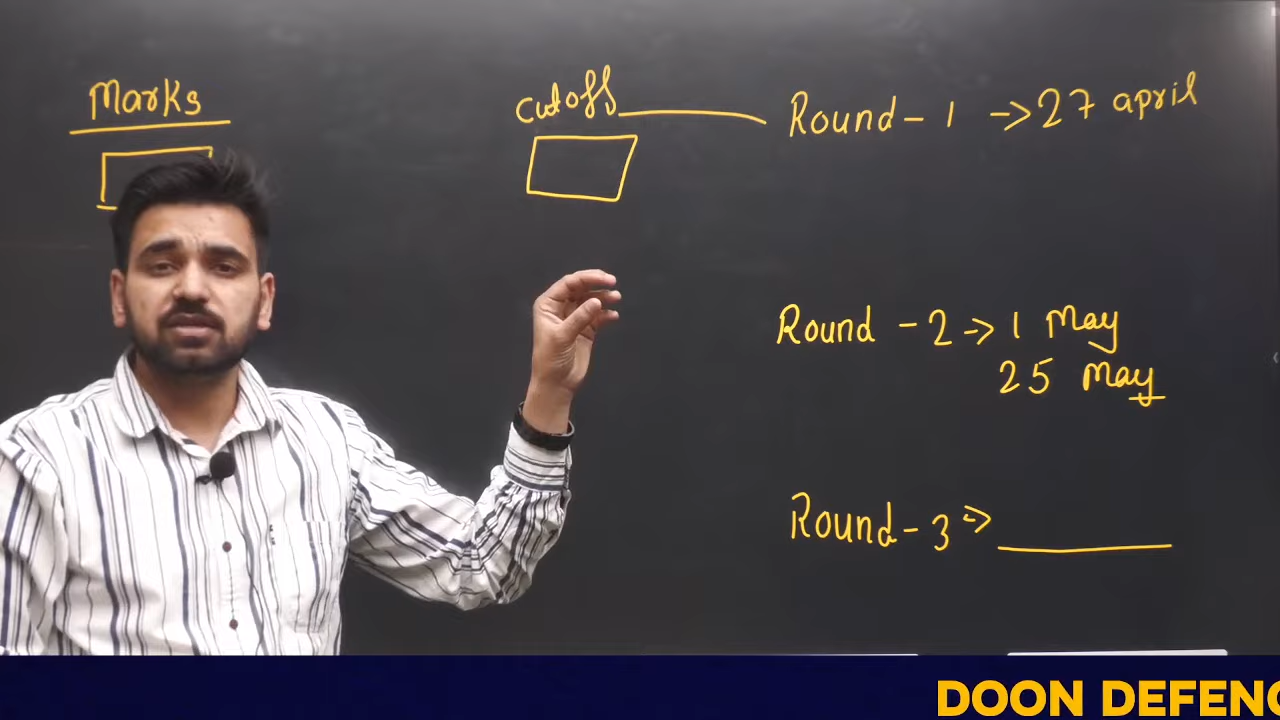 Marks
cutoff Round - 1 -> 27 april
Round - 2 -> 1 May
25 May
Round - 3 ->
DOON DEFENC